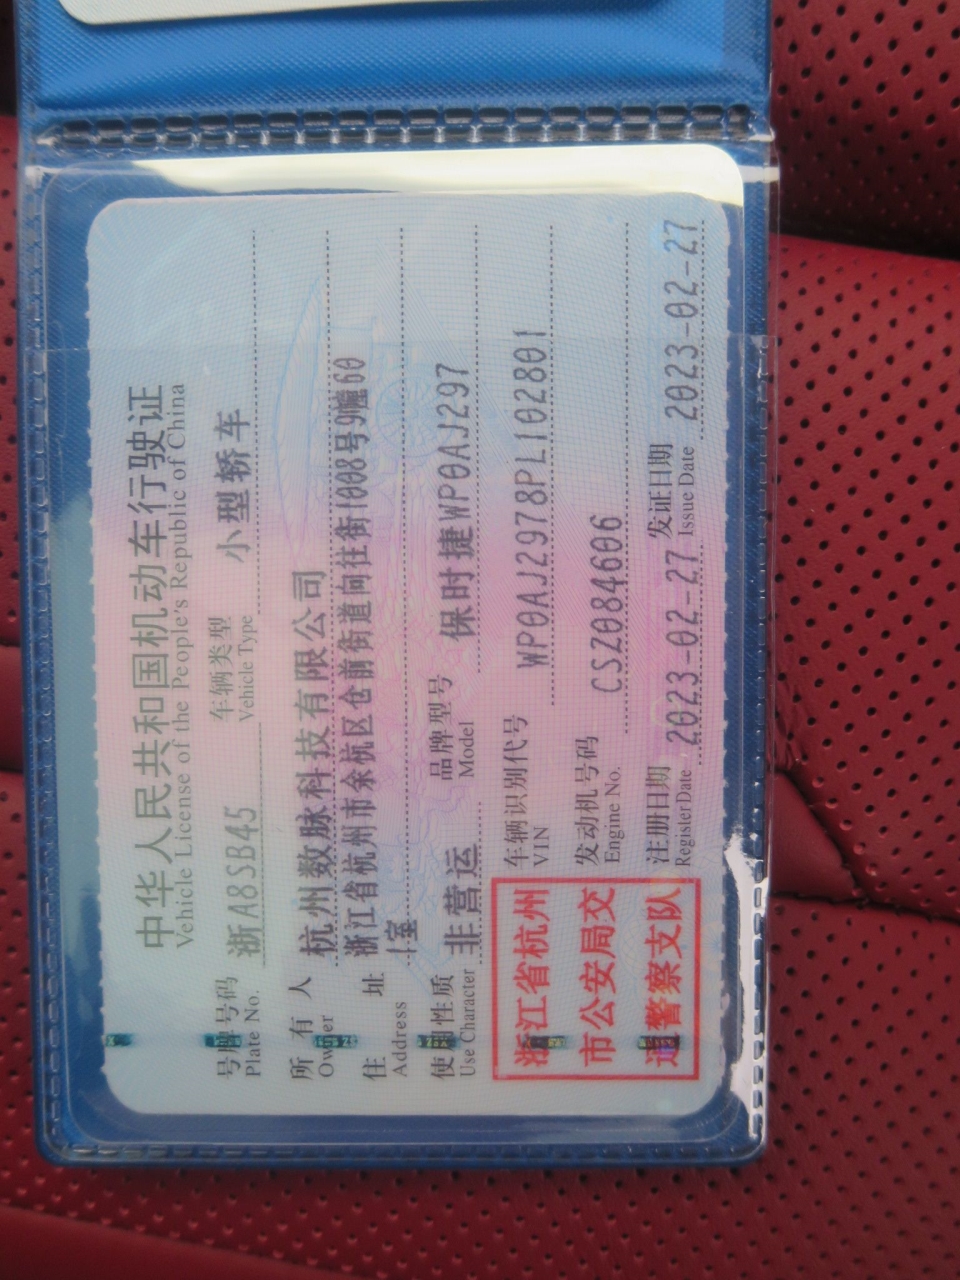 中华人民共和国机动车行驶证
Vehicle License of the People's Republic of China
号牌号码 浙A8SB45 车辆类型 小型轿车
Plate No. Vehicle Type
所有人 杭州数脉科技有限公司
Owner
住址 浙江省杭州市余杭区仓前街道向往街1008号9幢60
Address 1室
使用性质 非营运 品牌型号 保时捷WP0AJ297
Use Character Model
车辆识别代号 WP0AJ2978PL102801
VIN
发动机号码 CSZ084606
Engine No.
注册日期 2023-02-27 发证日期 2023-02-27
Register Date Issue Date
浙江省杭州
市公安局交
通警察支队